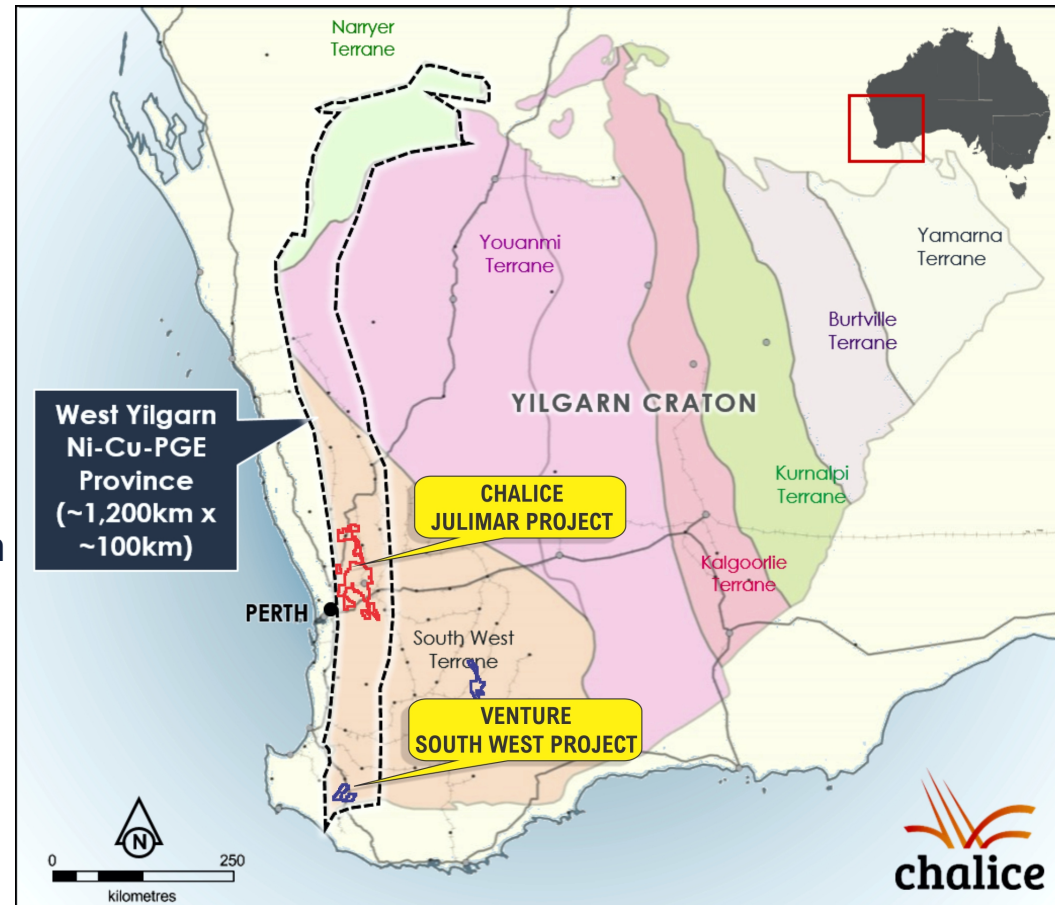 Narryer
Terrane
Youanmi
Terrane
Yamarna
Terrane
Burtville
Terrane
YILGARN CRATON
West Yilgarn
Ni-Cu-PGE
Province
(~1,200km x
~100km)
Kurnalpi
Terrane
CHALICE
JULIMAR PROJECT
Kalgoorlie
Terrane
PERTH
South West
Terrane
VENTURE
SOUTH WEST PROJECT
N
0 250
kilometres
chalice